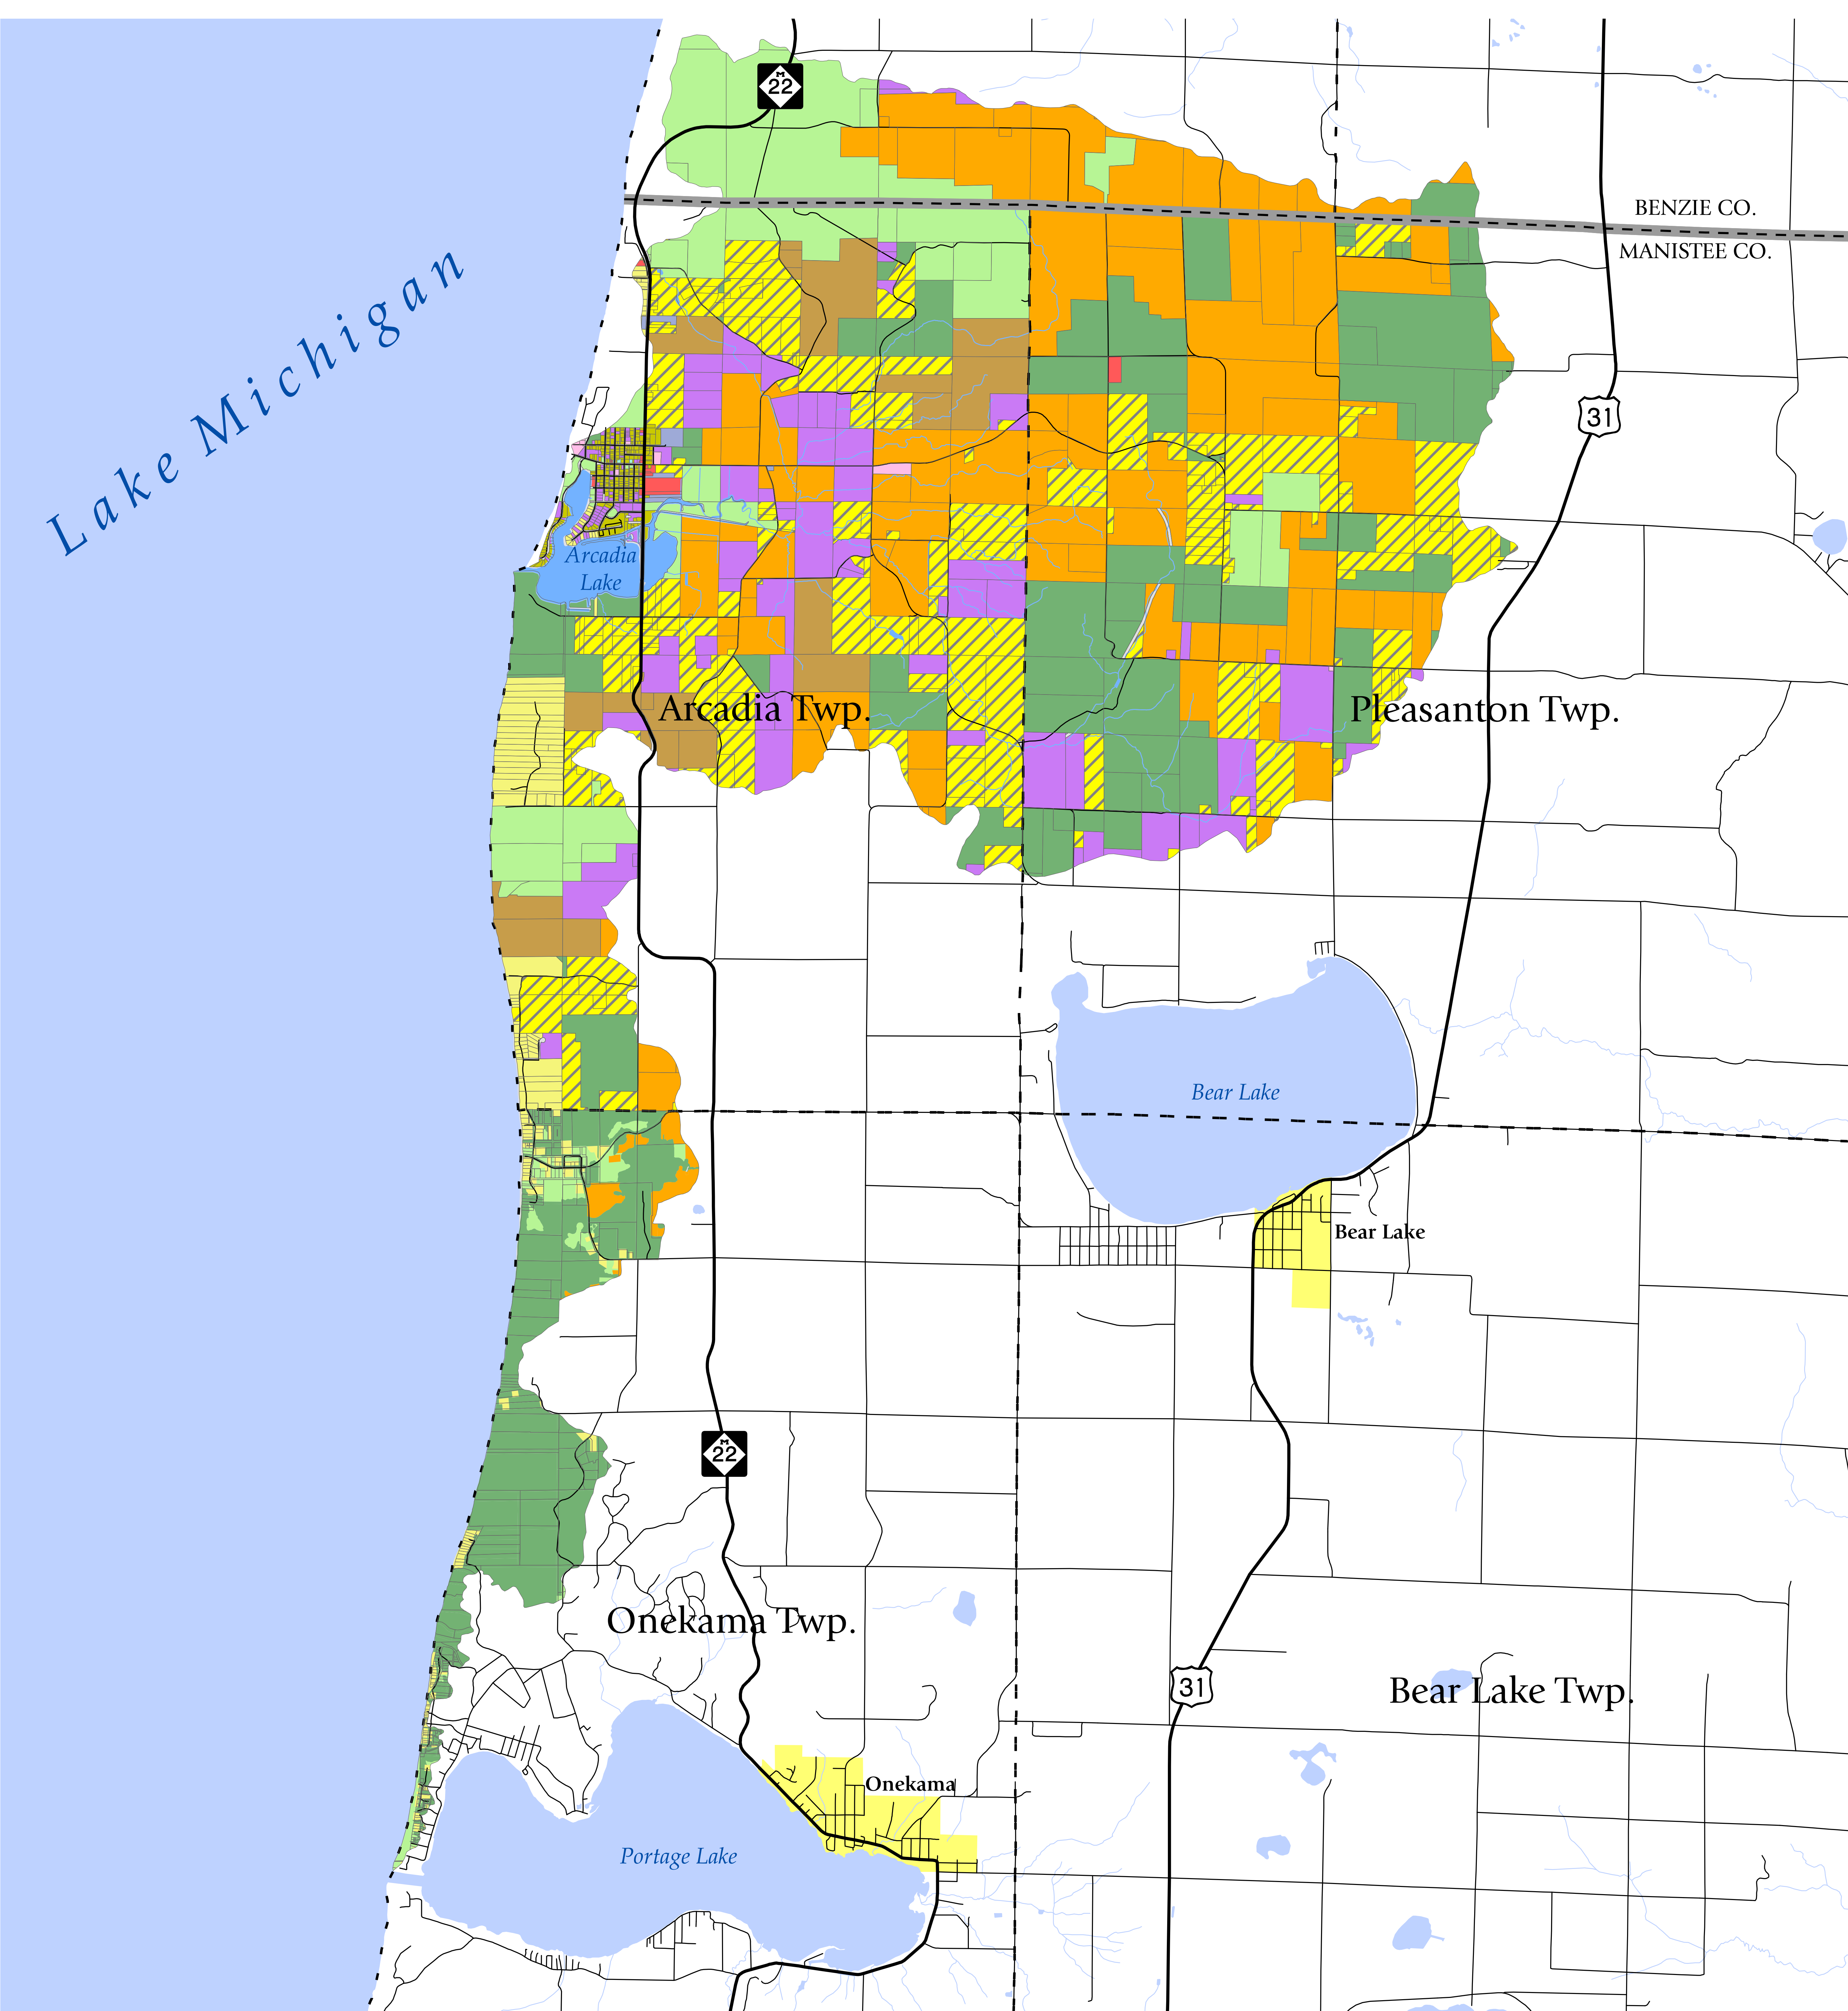 M
22
BENZIE CO.
MANISTEE CO.
Lake Michigan
31
Arcadia
Lake
Arcadia Twp.
Pleasanton Twp.
Bear Lake
Bear Lake
M
22
Onekama Twp.
31
Bear Lake Twp.
Onekama
Portage Lake